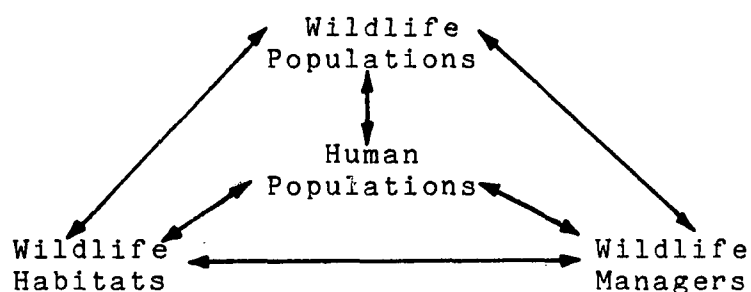 Wildlife
Populations
Human
Populations
Wildlife
Habitats
Wildlife
Managers